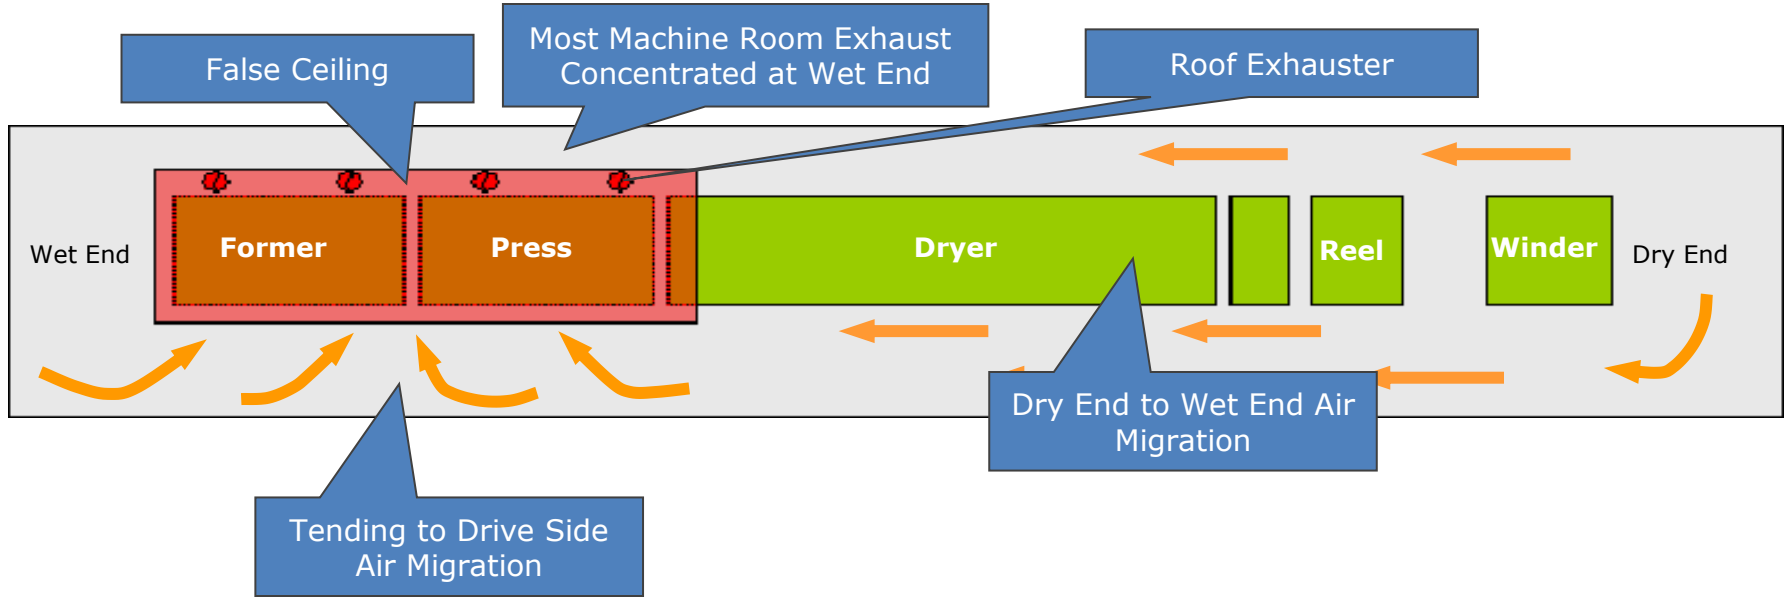 False Ceiling
Most Machine Room Exhaust
Concentrated at Wet End
Roof Exhauster
Wet End
Former
Press
Dryer
Reel
Winder
Dry End
Dry End to Wet End Air
Migration
Tending to Drive Side
Air Migration